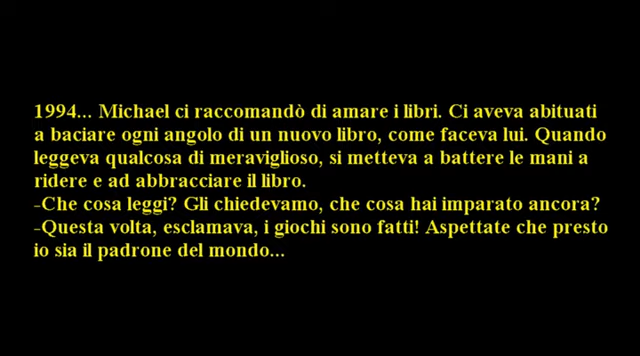 1994... Michael ci raccomandò di amare i libri. Ci aveva abituati
a baciare ogni angolo di un nuovo libro, come faceva lui. Quando
leggeva qualcosa di meraviglioso, si metteva a battere le mani a
ridere e ad abbracciare il libro.
-Che cosa leggi? Gli chiedevamo, che cosa hai imparato ancora?
-Questa volta, esclamava, i giochi sono fatti! Aspettate che presto
io sia il padrone del mondo...